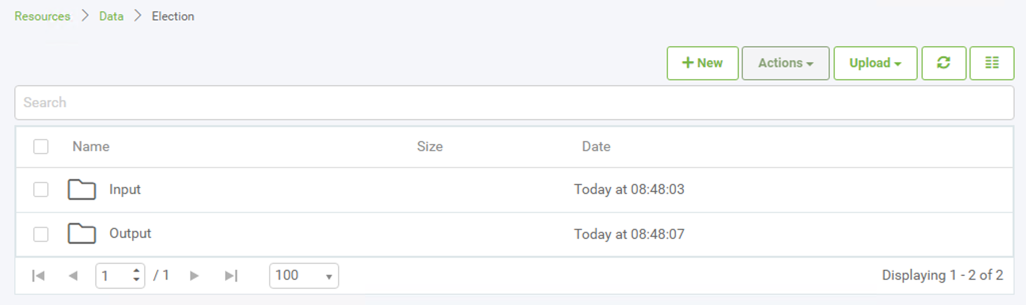 Resources > Data > Election
+ New Actions Upload
Search
Name Size Date
Input Today at 08:48:03
Output Today at 08:48:07
1 / 1 100 Displaying 1 - 2 of 2